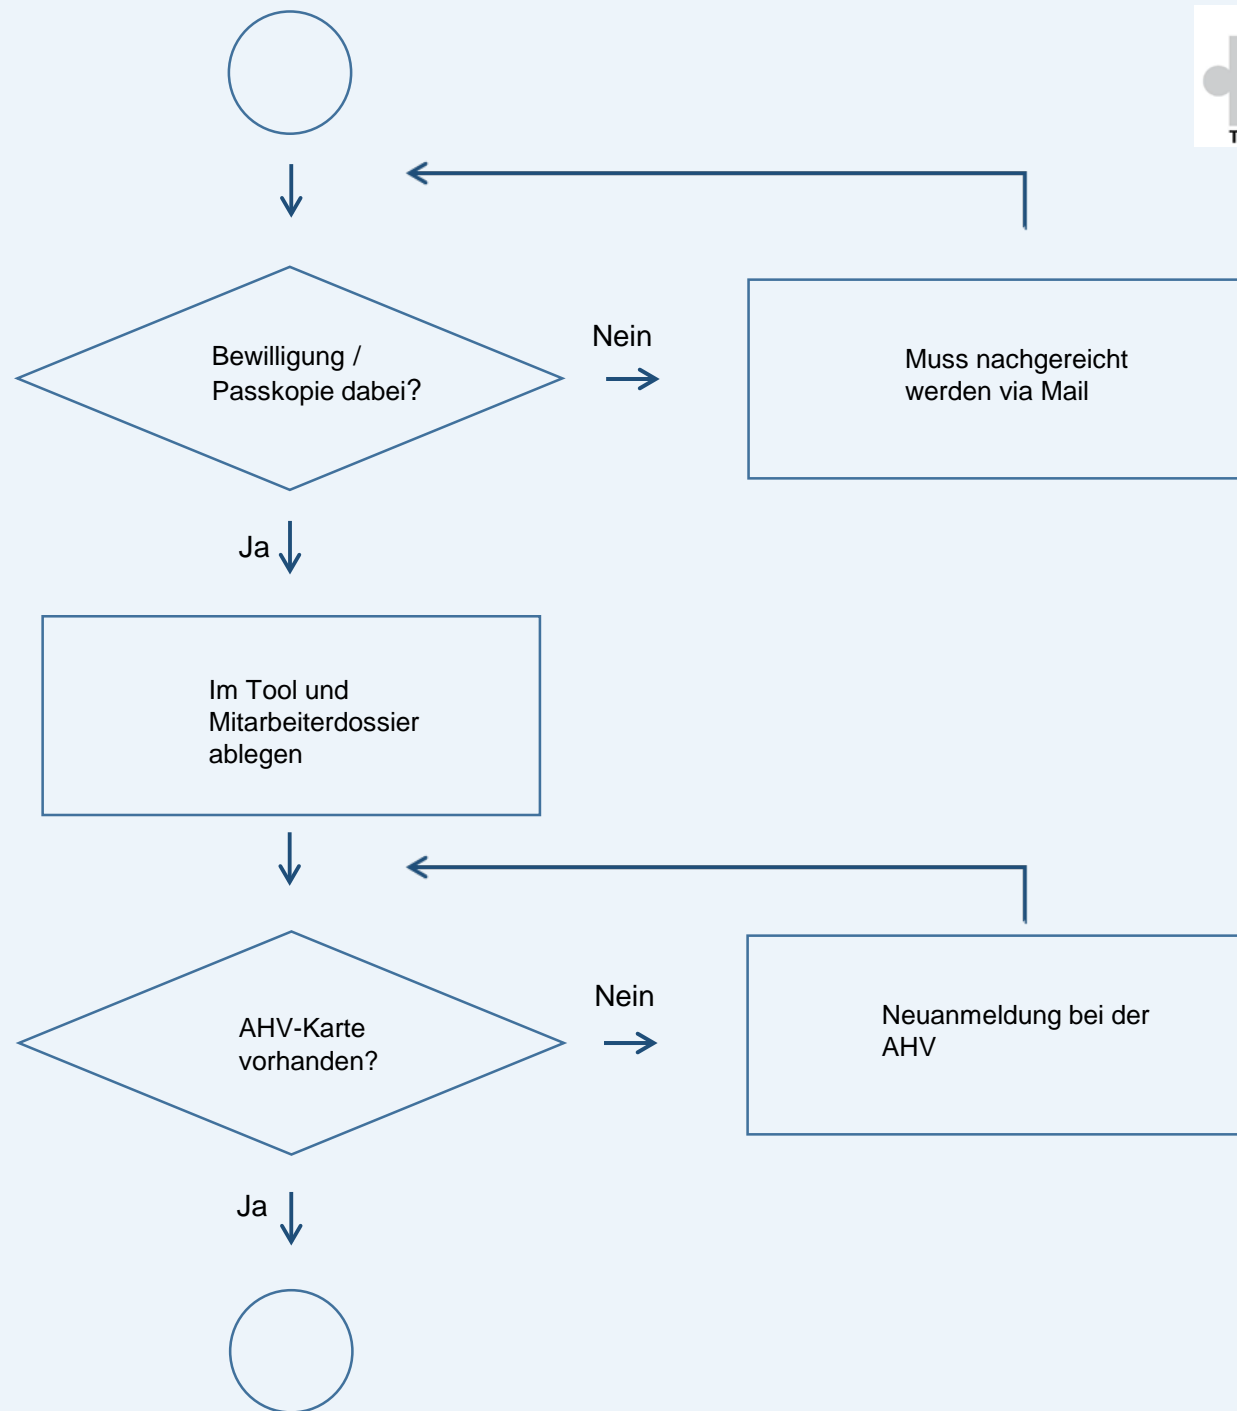 Bewilligung /
Passkopie dabei?
Nein
Muss nachgereicht
werden via Mail
Ja
Im Tool und
Mitarbeiterdossier
ablegen
AHV-Karte
vorhanden?
Nein
Neuanmeldung bei der
AHV
Ja